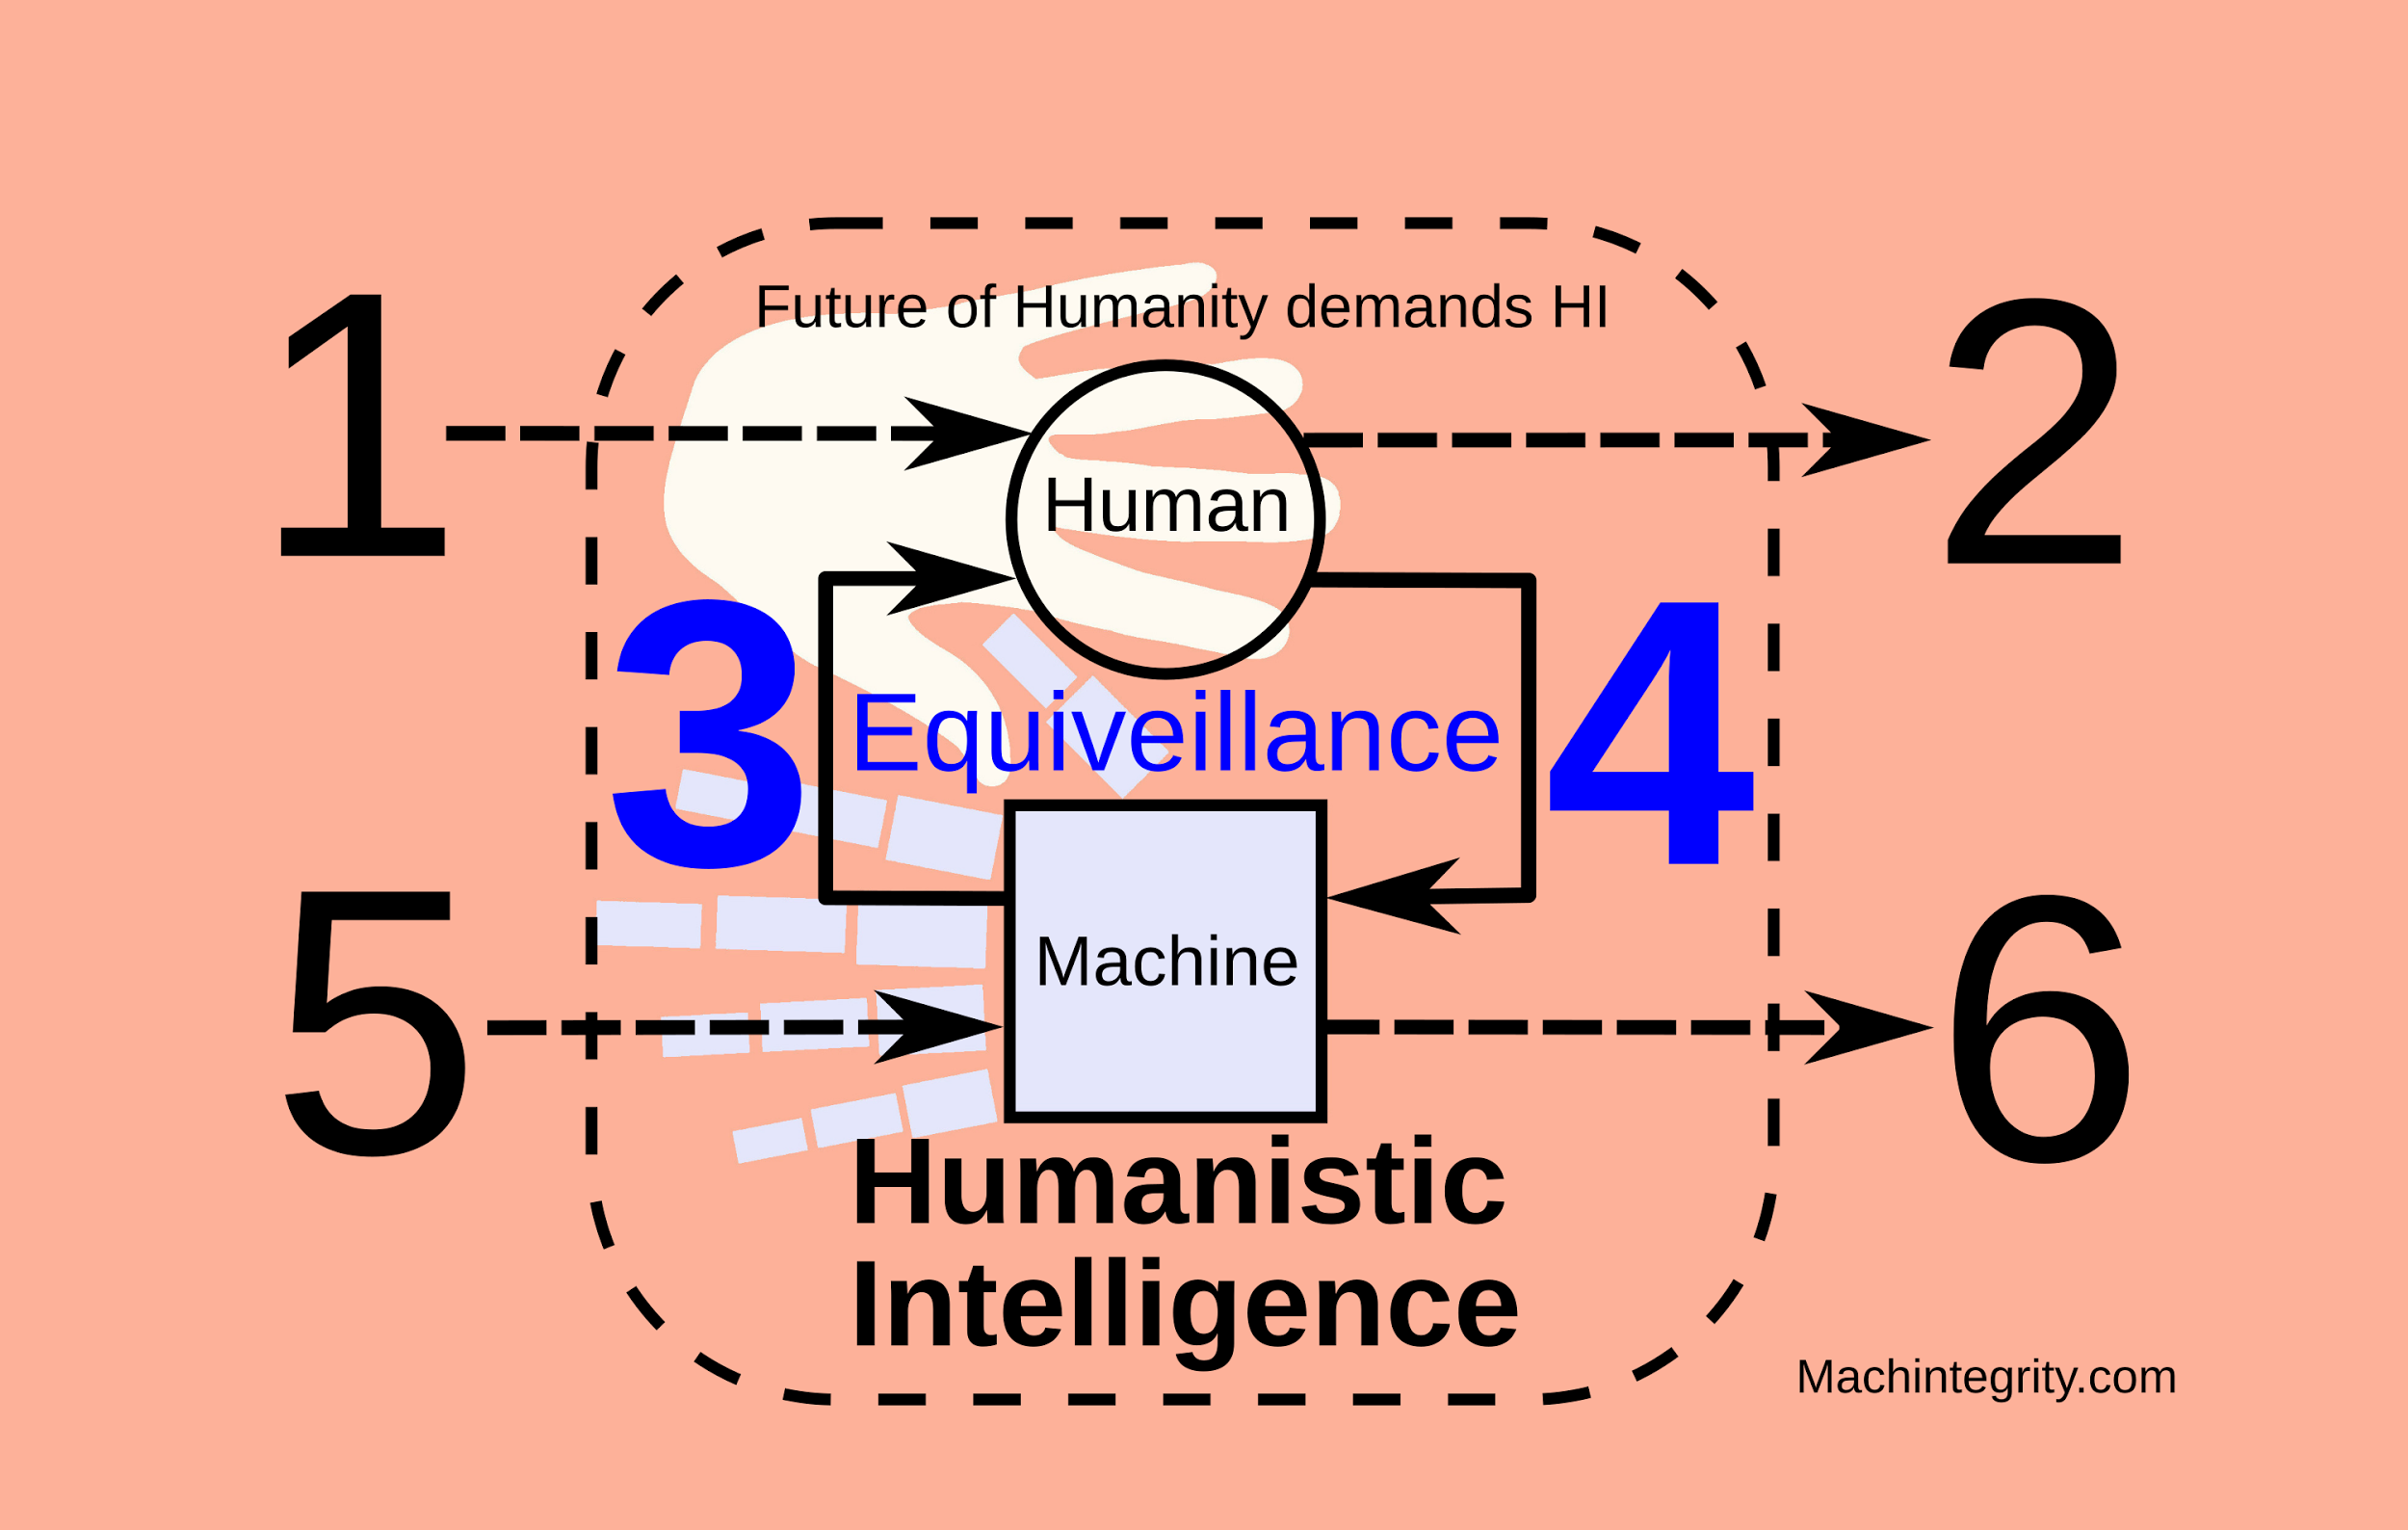 Future of Humanity demands HI
1
2
Human
3
Equiveillance
4
5
Machine
6
Humanistic
Intelligence
Machintegrity.com